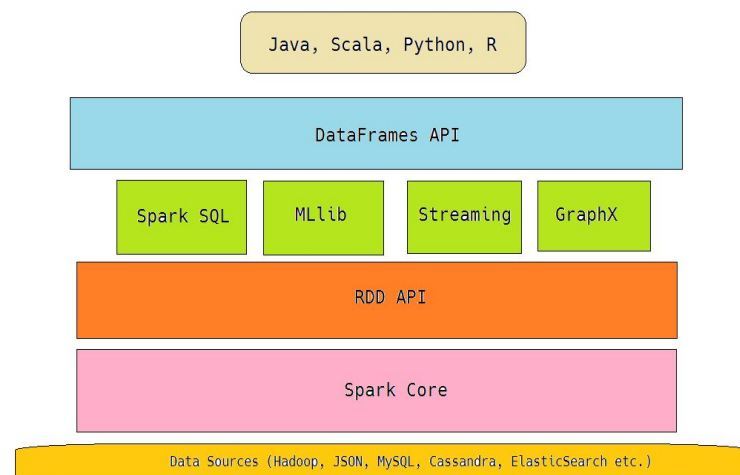 Java, Scala, Python, R
DataFrames API
Spark SQL
MLlib
Streaming
GraphX
RDD API
Spark Core
Data Sources (Hadoop, JSON, MySQL, Cassandra, ElasticSearch etc.)